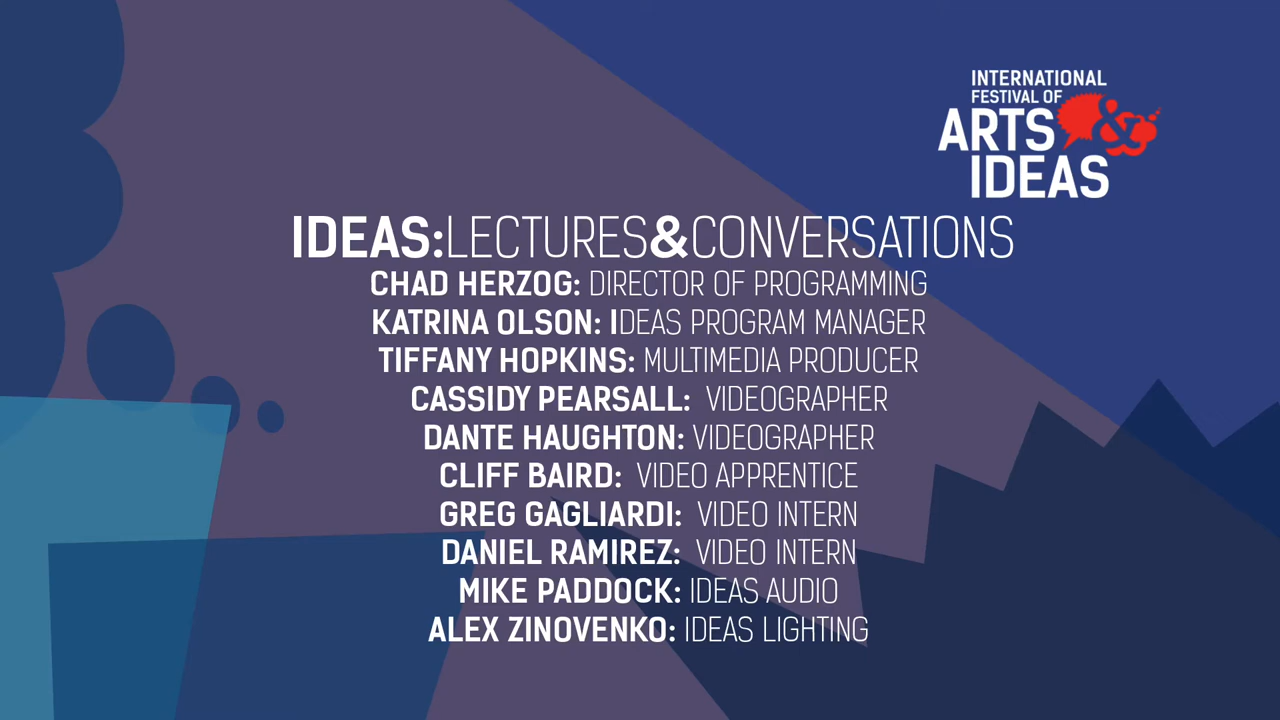 INTERNATIONAL
FESTIVAL OF
ARTS &
IDEAS
IDEAS:LECTURES&CONVERSATIONS
CHAD HERZOG: DIRECTOR OF PROGRAMMING
KATRINA OLSON: IDEAS PROGRAM MANAGER
TIFFANY HOPKINS: MULTIMEDIA PRODUCER
CASSIDY PEARSALL: VIDEOGRAPHER
DANTE HAUGHTON: VIDEOGRAPHER
CLIFF BAIRD: VIDEO APPRENTICE
GREG GAGLIARDI: VIDEO INTERN
DANIEL RAMIREZ: VIDEO INTERN
MIKE PADDOCK: IDEAS AUDIO
ALEX ZINOVENKO: IDEAS LIGHTING